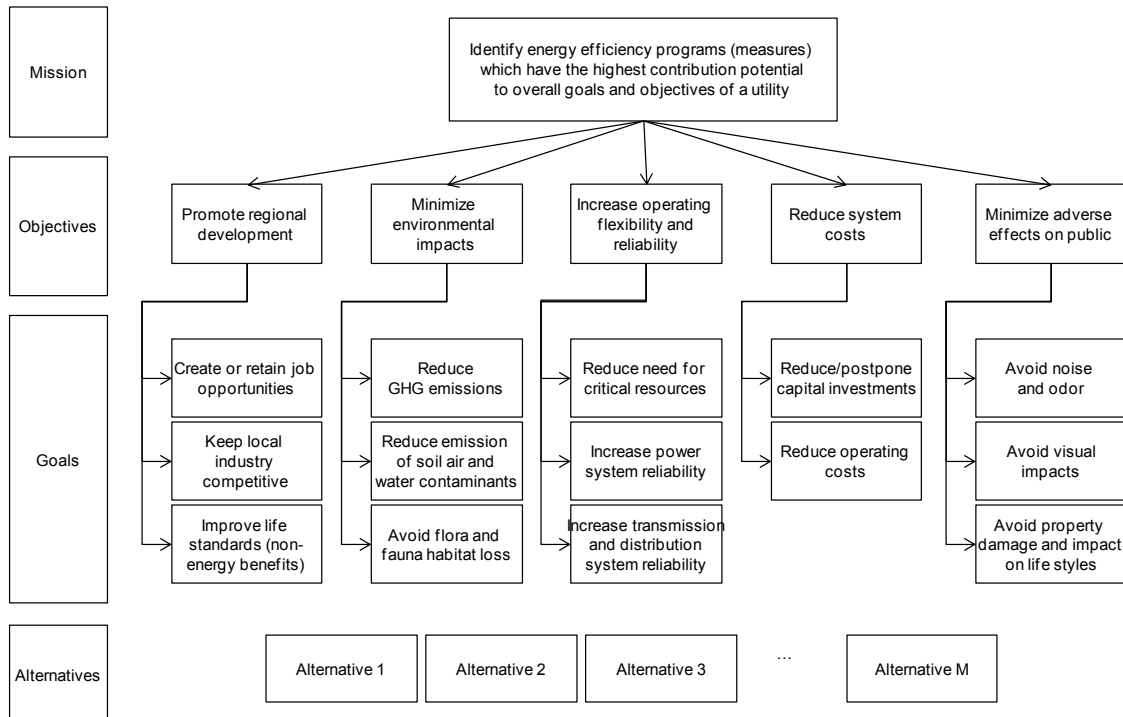 Mission
Identify energy efficiency programs (measures)
which have the highest contribution potential
to overall goals and objectives of a utility
Objectives
Promote regional
development
Minimize
environmental
impacts
Increase operating
flexibility and
reliability
Reduce system
costs
Minimize adverse
effects on public
Goals
Create or retain job
opportunities
Keep local
industry
competitive
Improve life
standards (non-
energy benefits)
Reduce
GHG emissions
Reduce emission
of soil air and
water contaminants
Avoid flora and
fauna habitat loss
Reduce need for
critical resources
Increase power
system reliability
Increase transmission
and distribution
system reliability
Reduce/postpone
capital investments
Reduce operating
costs
Avoid noise
and odor
Avoid visual
impacts
Avoid property
damage and impact
on life styles
Alternatives
Alternative 1
Alternative 2
Alternative 3
...
Alternative M